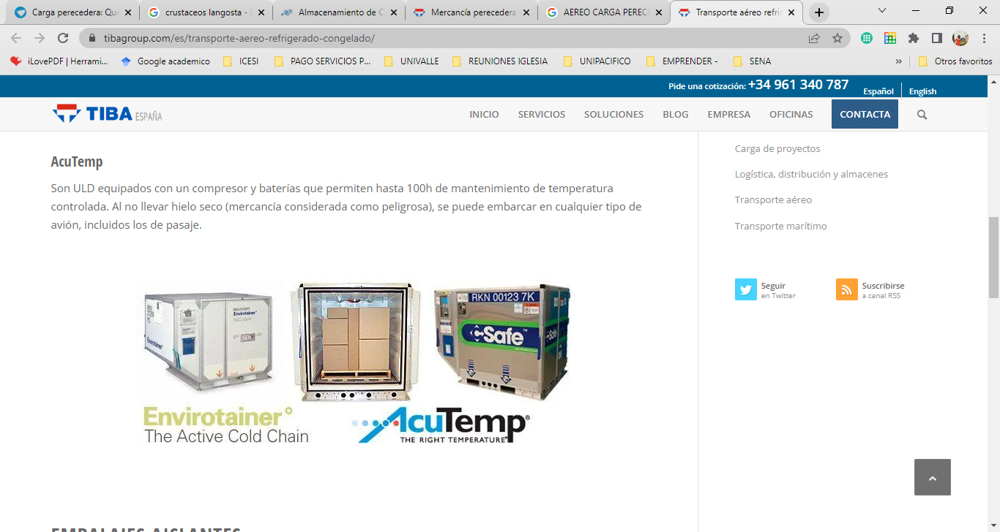 Carga perecedera: Qu
crustaceos langosta -
Almacenamiento de C
Mercancía perecedera
AEREO CARGA PEREC
Transporte aéreo refri
tibagroup.com/es/transporte-aereo-refrigerado-congelado/
iLovePDF | Herrami...
Google academico
ICESI
PAGO SERVICIOS P...
UNIVALLE
REUNIONES IGLESIA
UNIPACIFICO
EMPRENDER -
SENA
»
Otros favoritos
Pide una cotización: +34 961 340 787
Español
English
TIBA ESPAÑA
INICIO
SERVICIOS
SOLUCIONES
BLOG
EMPRESA
OFICINAS
CONTACTA
AcuTemp
Son ULD equipados con un compresor y baterías que permiten hasta 100h de mantenimiento de temperatura
controlada. Al no llevar hielo seco (mercancía considerada como peligrosa), se puede embarcar en cualquier tipo de
avión, incluidos los de pasaje.
Envirotainer
Envirotainer
RKN 00123 7K
CSafe
Envirotainer°
The Active Cold Chain
AcuTemp®
THE RIGHT TEMPERATURE®
EMBALAJES AISLANTES
Carga de proyectos
Logística, distribución y almacenes
Transporte aéreo
Transporte marítimo
Seguir
en Twitter
Suscribirse
a canal RSS